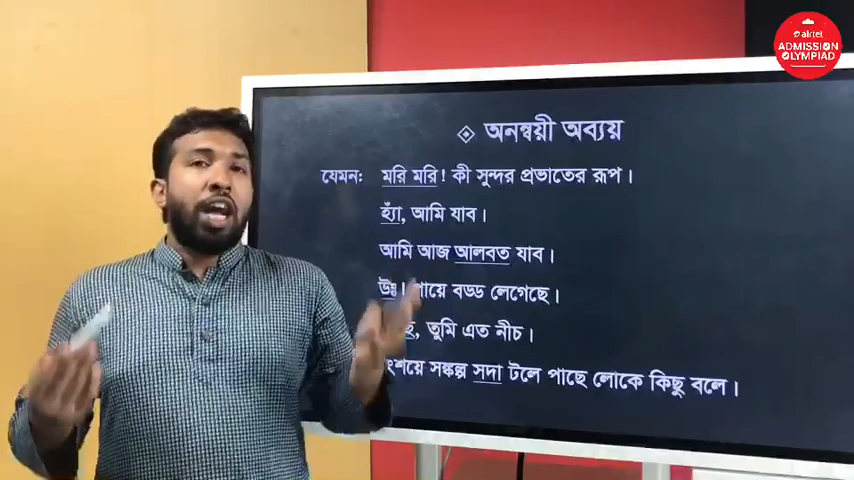 airtel
ADMISSION
OLYMPIAD
অনন্বয়ী অব্যয়
যেমন: মরি মরি! কী সুন্দর প্রভাতের রূপ।
হ্যাঁ, আমি যাব।
আমি আজ আলবত যাব।
উঃ! পায়ে বড্ড লেগেছে।
তুমি এত নীচ।
সঙ্কল্প সদা টলে পাছে লোকে কিছু বলে।